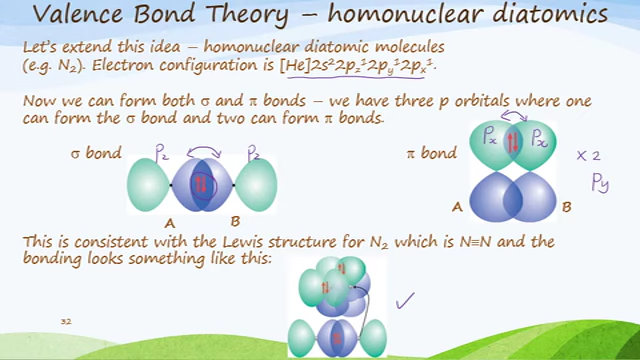 Valence Bond Theory – homonuclear diatomics
Let's extend this idea – homonuclear diatomic molecules
(e.g. N₂). Electron configuration is [He]2s²2p_z¹2p_y¹2p_x¹.
Now we can form both σ and π bonds – we have three p orbitals where one
can form the σ bond and two can form π bonds.
σ bond
Pz Pz
A B
π bond
Px Px
x 2
Py
A B
This is consistent with the Lewis structure for N₂ which is N≡N and the
bonding looks something like this:
32